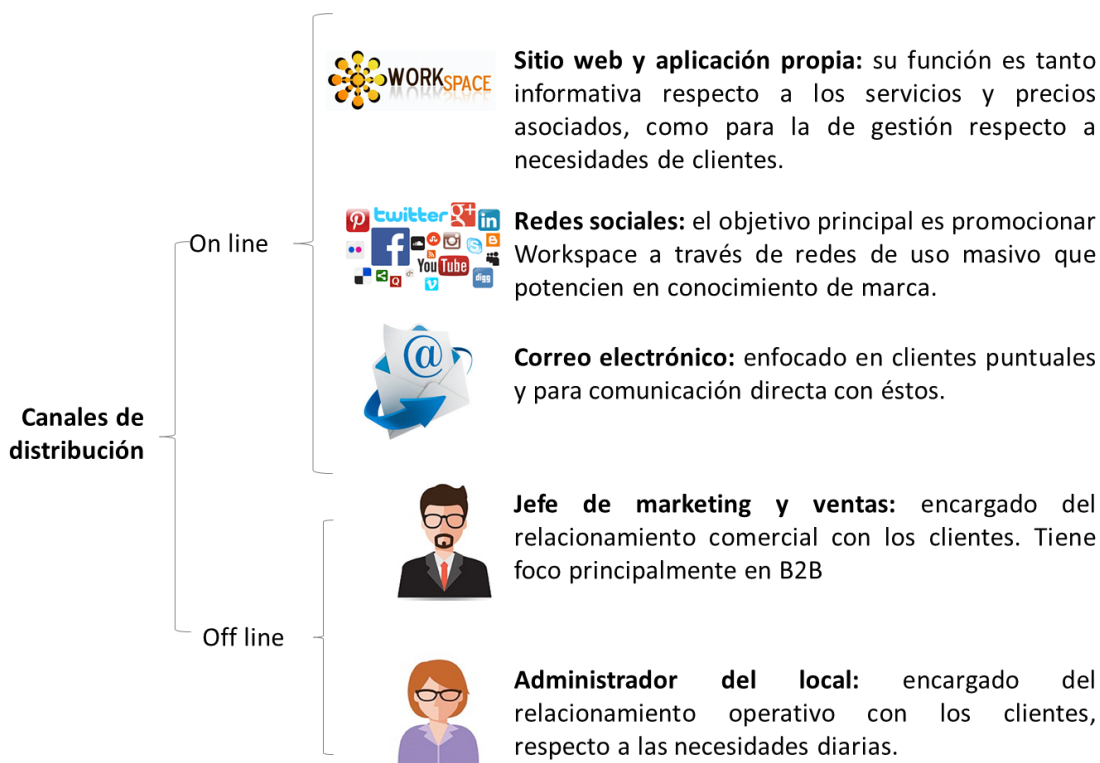 WORKSPACE
Sitio web y aplicación propia: su función es tanto
informativa respecto a los servicios y precios
asociados, como para la de gestión respecto a
necesidades de clientes.
twitter g+ in
You Tube
digg
Redes sociales: el objetivo principal es promocionar
Workspace a través de redes de uso masivo que
potencien en conocimiento de marca.
On line
@
Correo electrónico: enfocado en clientes puntuales
y para comunicación directa con éstos.
Canales de
distribución
Jefe de marketing y ventas: encargado del
relacionamiento comercial con los clientes. Tiene
foco principalmente en B2B
Off line
Administrador del local: encargado del
relacionamiento operativo con los clientes,
respecto a las necesidades diarias.